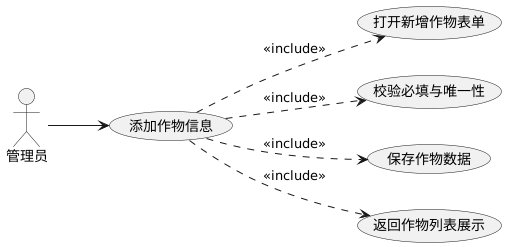 打开新增作物表单
«include»
校验必填与唯一性
«include»
管理员
添加作物信息
«include»
保存作物数据
«include»
返回作物列表展示